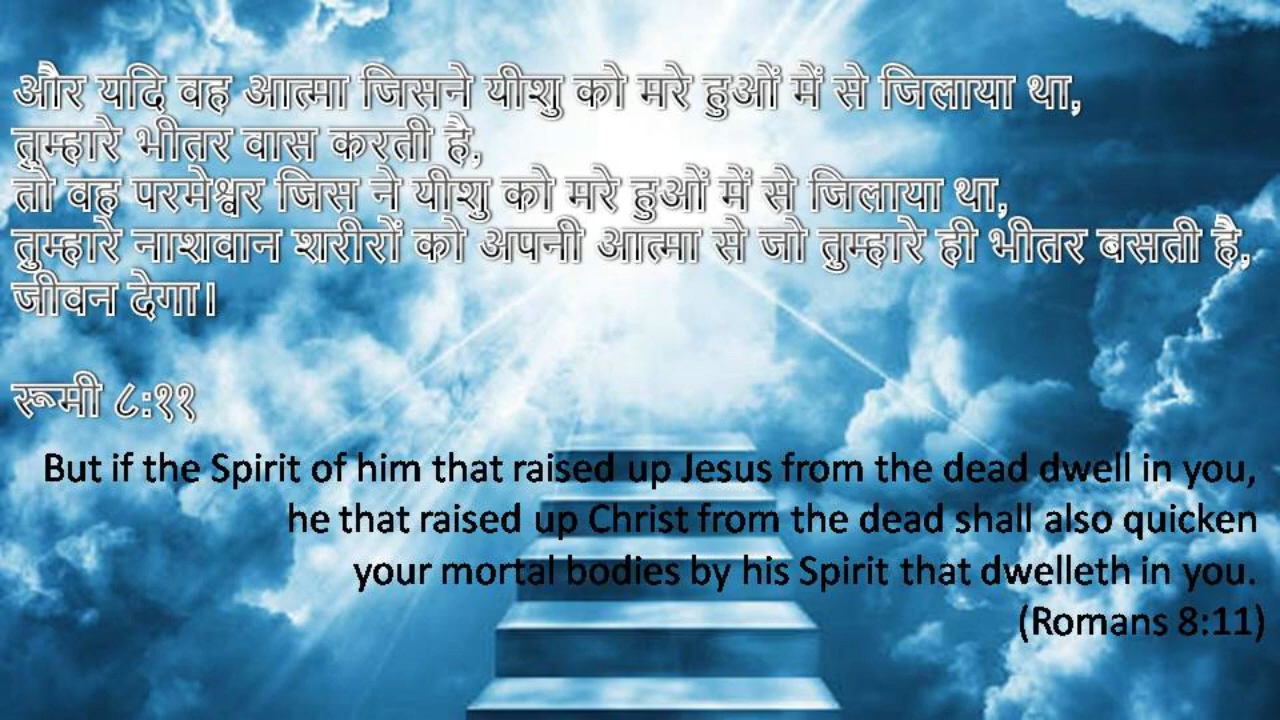 और यदि वह आत्मा जिसने यीशु को मरे हुओं में से जिलाया था,
तुम्हारे भीतर वास करती है,
तो वह परमेश्वर जिस ने यीशु को मरे हुओं में से जिलाया था,
तुम्हारे नाशवान शरीरों को अपनी आत्मा से जो तुम्हारे ही भीतर बसती है,
जीवन देगा।
रूमी ८:११
But if the Spirit of him that raised up Jesus from the dead dwell in you,
he that raised up Christ from the dead shall also quicken
your mortal bodies by his Spirit that dwelleth in you.
(Romans 8:11)